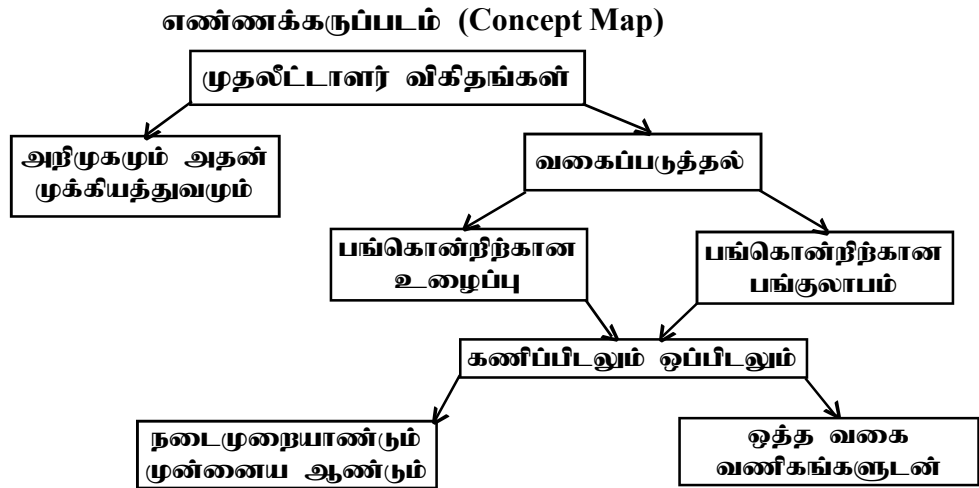 எண்ணக்கருப்படம் (Concept Map)
முதலீட்டாளர் விகிதங்கள்
அறிமுகமும் அதன்
முக்கியத்துவமும்
வகைப்படுத்தல்
பங்கொன்றிற்கான
உழைப்பு
பங்கொன்றிற்கான
பங்குலாபம்
கணிப்பிடலும் ஒப்பிடலும்
நடைமுறையாண்டும்
முன்னைய ஆண்டும்
ஒத்த வகை
வணிகங்களுடன்